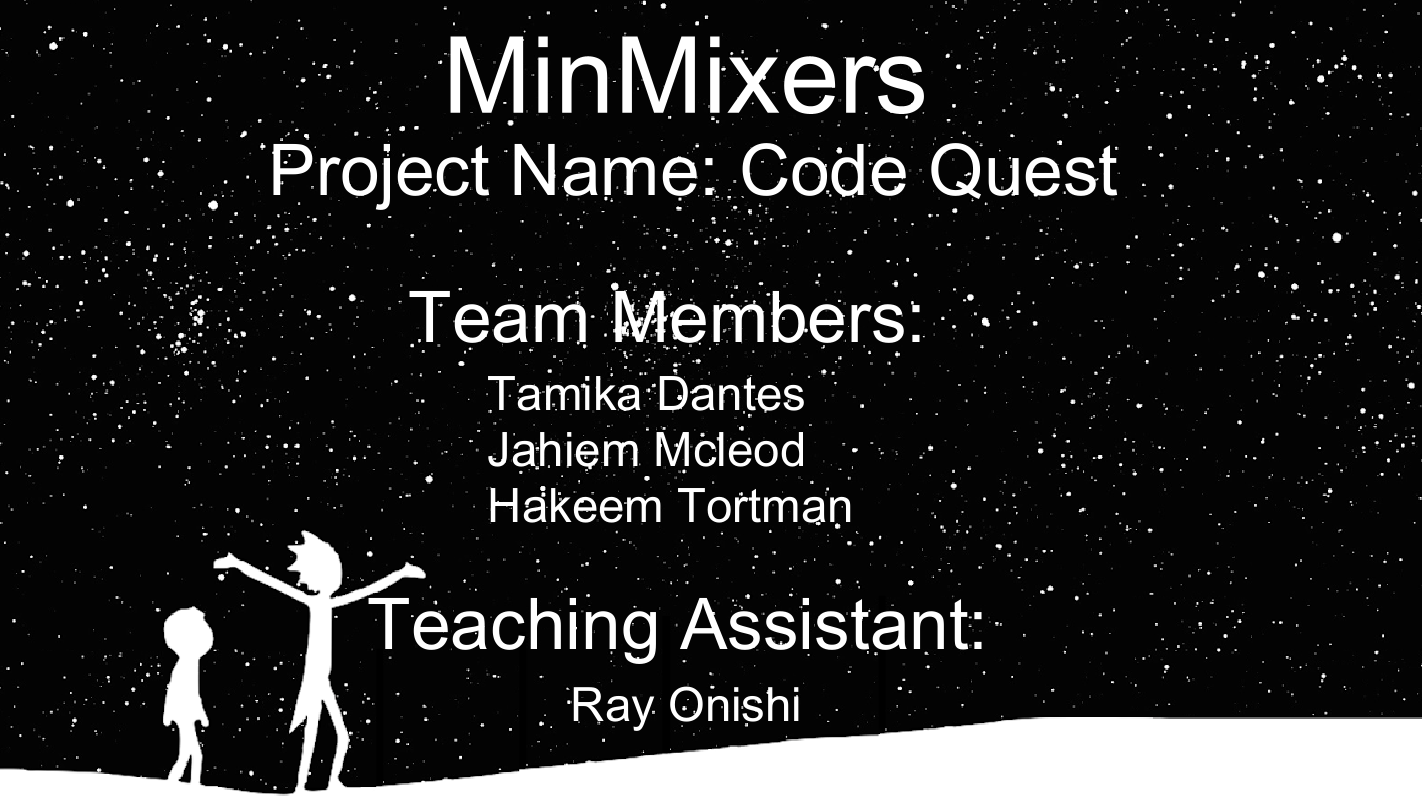 MinMixers
Project Name: Code Quest
Team Members:
Tamika Dantes
Jahiem Mcleod
Hakeem Tortman
Teaching Assistant:
Ray Onishi